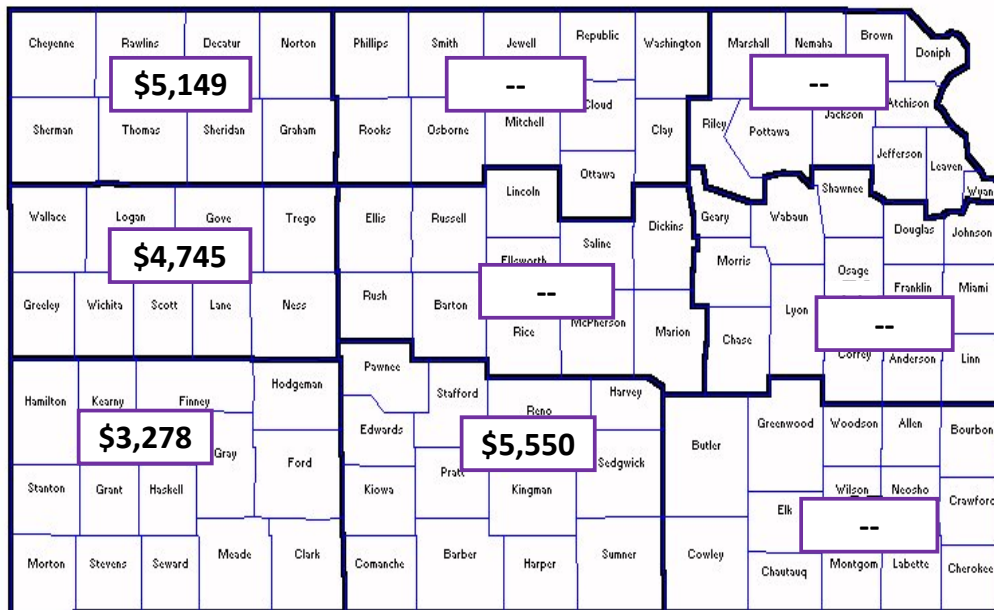 Cheyenne Rawlins Decatur Norton Phillips Smith Jewell Republic Washington Marshall Nemaha Brown Doniph
$5,149 -- --
Sherman Thomas Sheridan Graham Rooks Osborne Mitchell Cloud Clay Riley Pottawa Jackson Atchison
Ottawa Jefferson Leaven Wyan
Wallace Logan Gove Trego Ellis Russell Lincoln Saline Dickins Geary Wabaun Shawnee Douglas Johnson
$4,745 Ellsworth Morris Osage
Greeley Wichita Scott Lane Ness Rush Barton -- Lyon Franklin Miami
Rice McPherson Marion Chase -- Coffey Anderson Linn
Hamilton Kearny Finney Hodgeman Pawnee Stafford Reno Harvey Butler Greenwood Woodson Allen Bourbon
$3,278 Edwards $5,550
Gray Ford Pratt Sedgwick
Stanton Grant Haskell Kiowa Kingman Elk Wilson Neosho Crawford
--
Morton Stevens Seward Meade Clark Comanche Barber Harper Sumner Cowley Chautauq Montgom Labette Cherokee